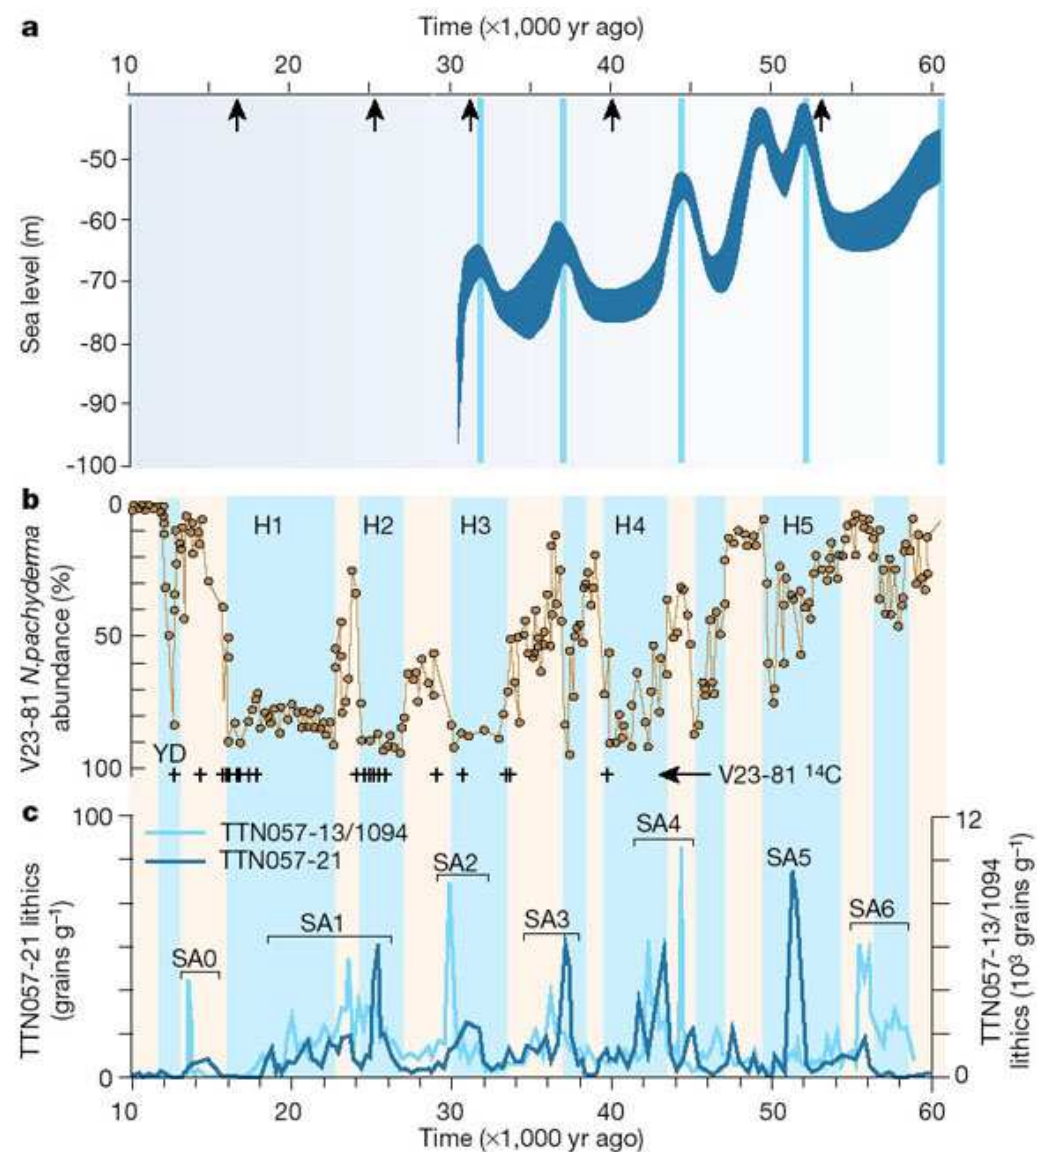 a
Time (×1,000 yr ago)
10 20 30 40 50 60
Sea level (m)
-50
-60
-70
-80
-90
-100
b
V23-81 N.pachyderma
abundance (%)
0
50
100
H1 H2 H3 H4 H5
YD
V23-81 ¹⁴C
c
TTN057-21 lithics
(grains g⁻¹)
100
0
TTN057-13/1094
TTN057-21
SA0 SA1 SA2 SA3 SA4 SA5 SA6
12
0
TTN057-13/1094
lithics (10³ grains g⁻¹)
10 20 30 40 50 60
Time (×1,000 yr ago)